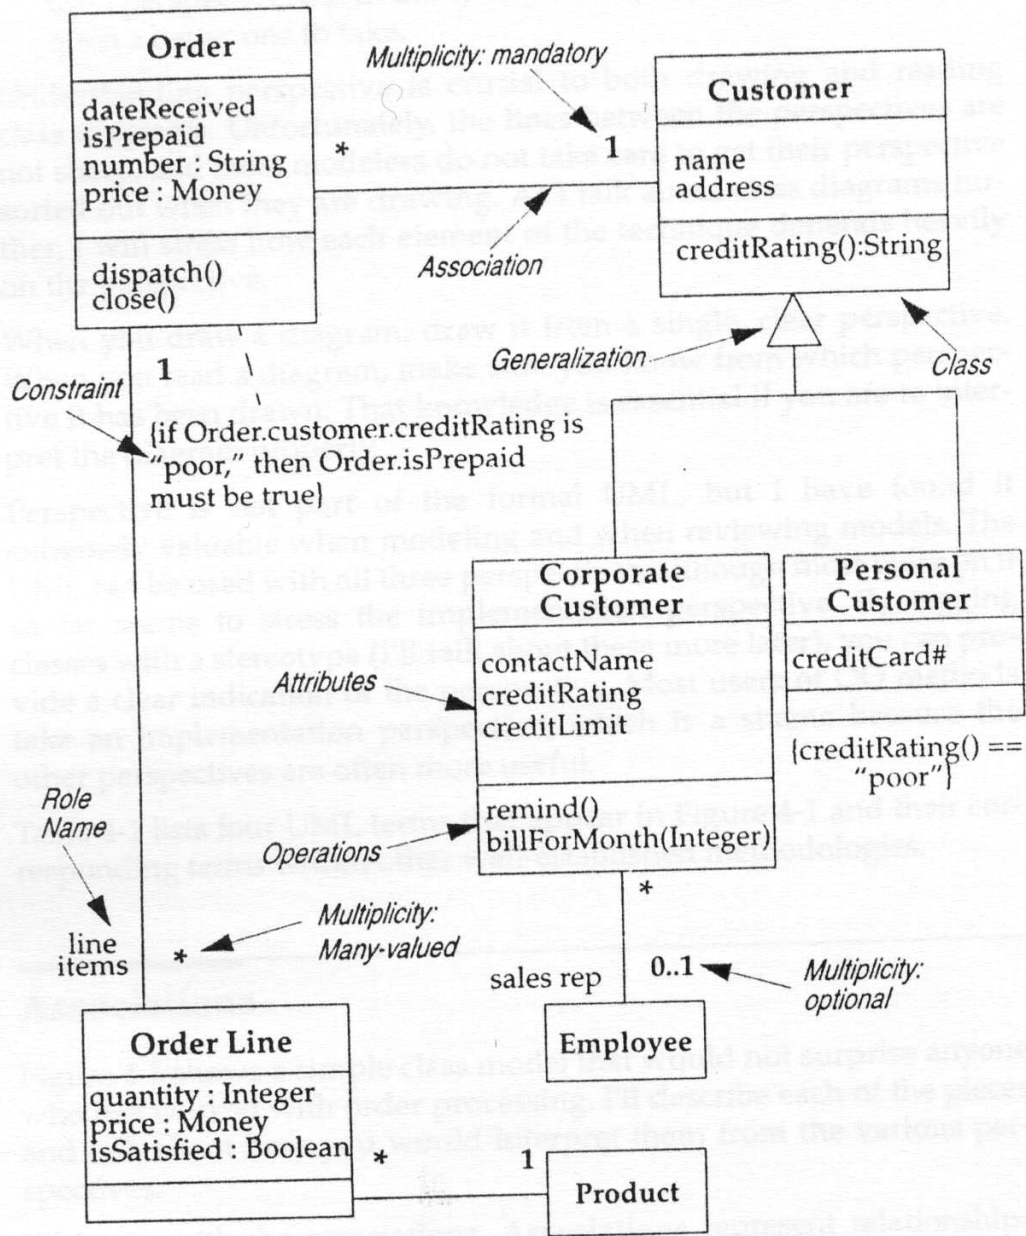 Order
dateReceived
isPrepaid
number : String
price : Money
dispatch()
close()
*
Multiplicity: mandatory
1
Association
Customer
name
address
creditRating():String
Generalization
Class
Constraint
1
{if Order.customer.creditRating is
“poor,” then Order.isPrepaid
must be true}
Corporate
Customer
contactName
creditRating
creditLimit
remind()
billForMonth(Integer)
Personal
Customer
creditCard#
{creditRating() ==
“poor”}
Attributes
Operations
Role
Name
line
items
*
Multiplicity:
Many-valued
*
sales rep
0..1
Multiplicity:
optional
Employee
Order Line
quantity : Integer
price : Money
isSatisfied : Boolean
*
1
Product